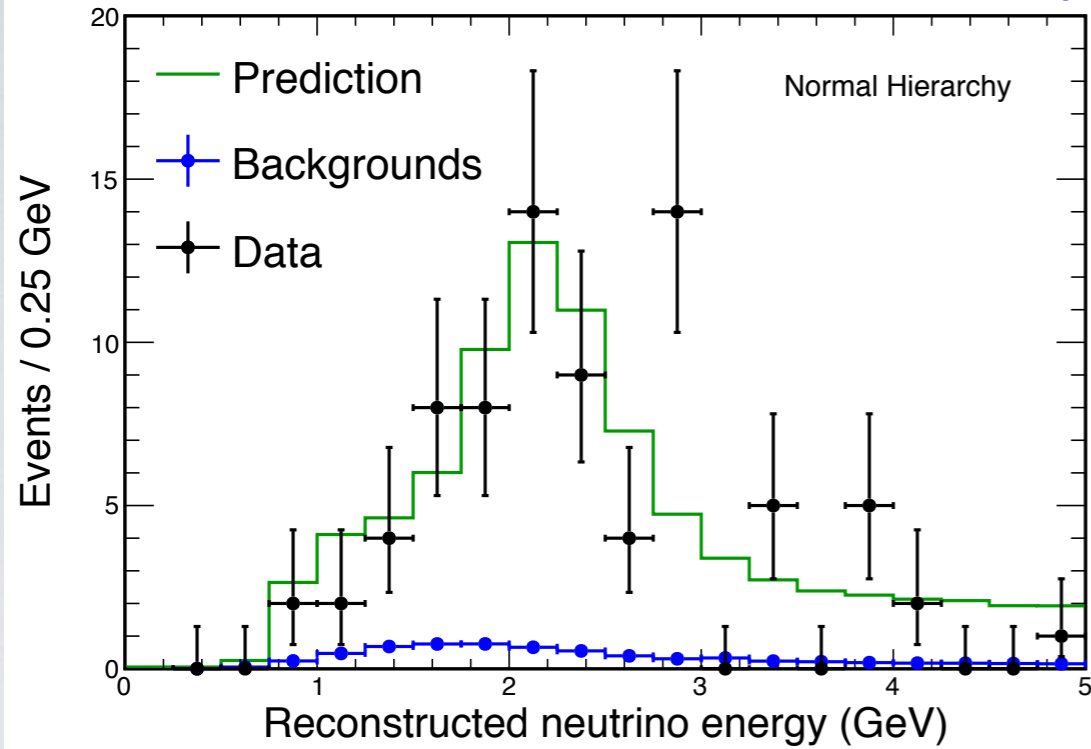 20
Prediction
Normal Hierarchy
Backgrounds
15
Data
10
5
0
0 1 2 3 4 5
Events / 0.25 GeV
Reconstructed neutrino energy (GeV)